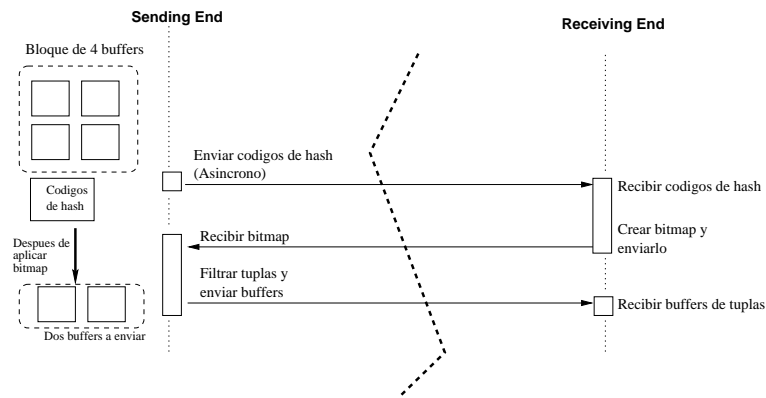 Sending End
Receiving End
Bloque de 4 buffers
Enviar codigos de hash
(Asincrono)
Codigos
de hash
Recibir codigos de hash
Recibir bitmap
Crear bitmap y
enviarlo
Despues de
aplicar
bitmap
Filtrar tuplas y
enviar buffers
Recibir buffers de tuplas
Dos buffers a enviar